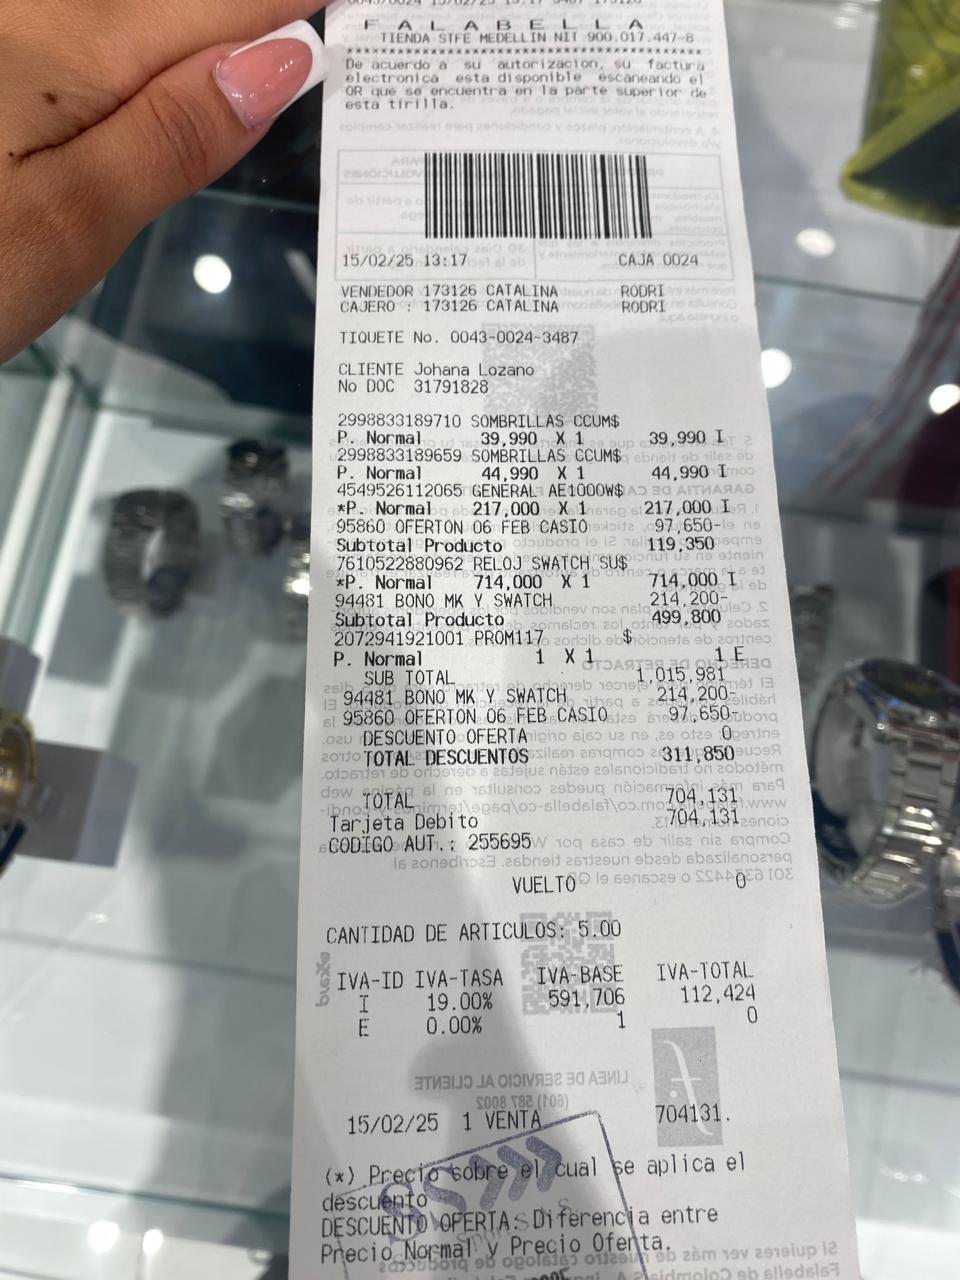 F A L A B E L L A
TIENDA STFE MEDELLIN NIT 900.017.447-8
****************************************
De acuerdo a su autorizacion, su factura
electronica esta disponible escaneando el
QR que se encuentra en la parte superior de
esta tirilla.
15/02/25 13:17 CAJA 0024
VENDEDOR 173126 CATALINA RODRI
CAJERO : 173126 CATALINA RODRI
TIQUETE No. 0043-0024-3487
CLIENTE Johana Lozano
No DOC 31791828
2998833189710 SOMBRILLAS CCUM$
P. Normal 39,990 X 1 39,990 I
2998833189659 SOMBRILLAS CCUM$
P. Normal 44,990 X 1 44,990 I
4549526112065 GENERAL AE1000W$
*P. Normal 217,000 X 1 217,000 I
95860 OFERTON 06 FEB CASIO 97,650-
Subtotal Producto 119,350
7610522880962 RELOJ SWATCH SU$
*P. Normal 714,000 X 1 714,000 I
94481 BONO MK Y SWATCH 214,200-
Subtotal Producto 499,800
2072941921001 PROM117 $
P. Normal 1 X 1 1 E
SUB TOTAL 1,015,981
94481 BONO MK Y SWATCH 214,200-
95860 OFERTON 06 FEB CASIO 97,650-
DESCUENTO OFERTA 0
TOTAL DESCUENTOS 311,850
TOTAL 704,131
Tarjeta Debito 704,131
CODIGO AUT.: 255695
VUELTO 0
CANTIDAD DE ARTICULOS: 5.00
IVA-ID IVA-TASA IVA-BASE IVA-TOTAL
I 19.00% 591,706 112,424
E 0.00% 1 0
15/02/25 1 VENTA 704131.
(*) Precio sobre el cual se aplica el
descuento
DESCUENTO OFERTA: Diferencia entre
Precio Normal y Precio Oferta.